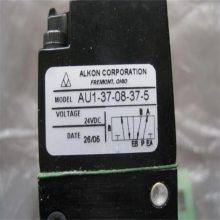 ALKON CORPORATION
FREMONT, OHIO
MODEL AU1-37-08-37-5
VOLTAGE 24VDC
DATE 26/06
B A
EB P EA